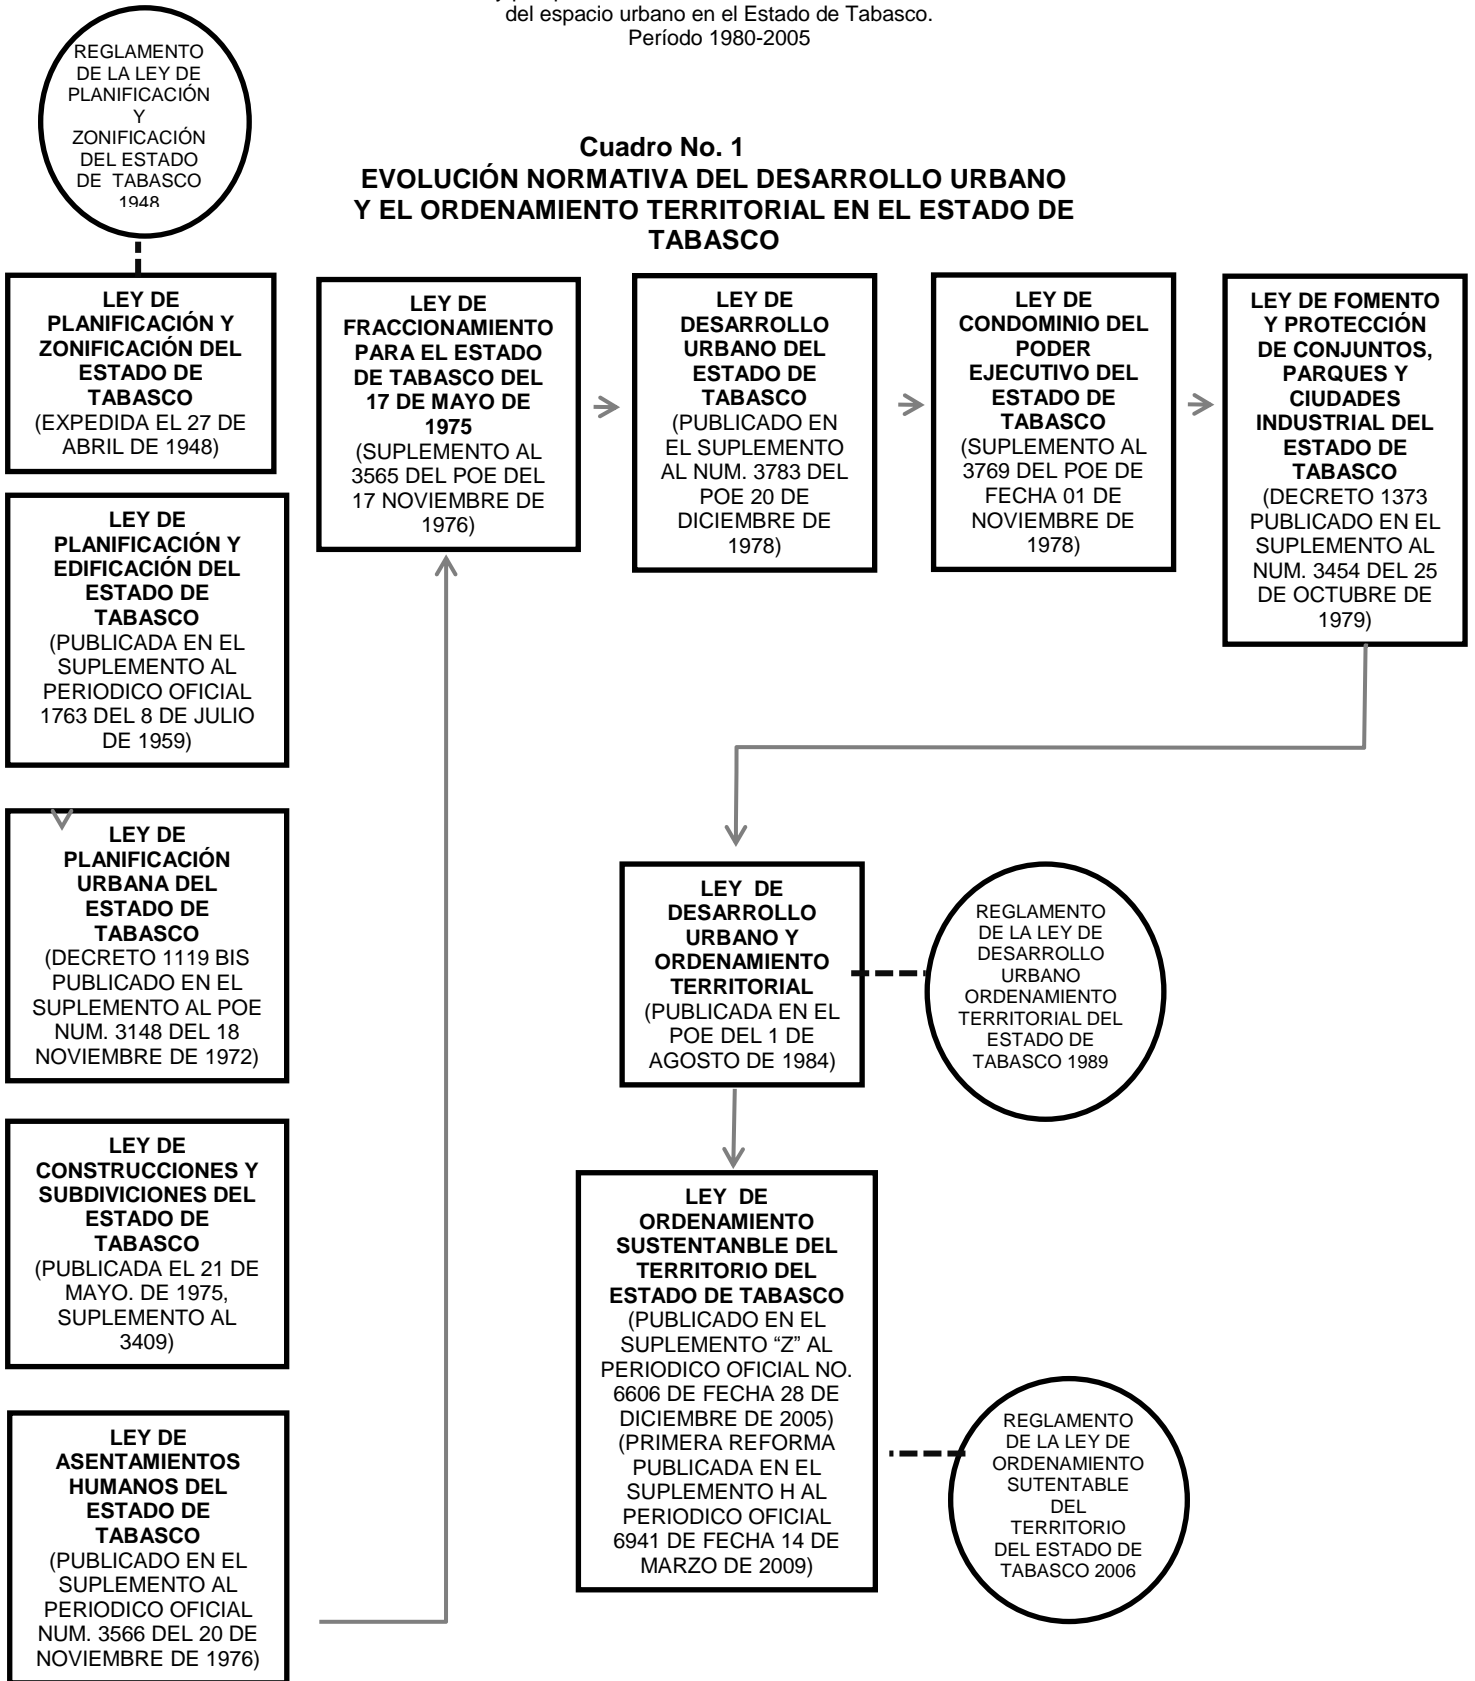 del espacio urbano en el Estado de Tabasco.
Período 1980-2005
REGLAMENTO
DE LA LEY DE
PLANIFICACIÓN
Y
ZONIFICACIÓN
DEL ESTADO
DE TABASCO
1948
Cuadro No. 1
EVOLUCIÓN NORMATIVA DEL DESARROLLO URBANO
Y EL ORDENAMIENTO TERRITORIAL EN EL ESTADO DE
TABASCO
LEY DE
PLANIFICACIÓN Y
ZONIFICACIÓN DEL
ESTADO DE
TABASCO
(EXPEDIDA EL 27 DE
ABRIL DE 1948)
LEY DE
PLANIFICACIÓN Y
EDIFICACIÓN DEL
ESTADO DE
TABASCO
(PUBLICADA EN EL
SUPLEMENTO AL
PERIODICO OFICIAL
1763 DEL 8 DE JULIO
DE 1959)
LEY DE
PLANIFICACIÓN
URBANA DEL
ESTADO DE
TABASCO
(DECRETO 1119 BIS
PUBLICADO EN EL
SUPLEMENTO AL POE
NUM. 3148 DEL 18
NOVIEMBRE DE 1972)
LEY DE
CONSTRUCCIONES Y
SUBDIVICIONES DEL
ESTADO DE
TABASCO
(PUBLICADA EL 21 DE
MAYO. DE 1975,
SUPLEMENTO AL
3409)
LEY DE
ASENTAMIENTOS
HUMANOS DEL
ESTADO DE
TABASCO
(PUBLICADO EN EL
SUPLEMENTO AL
PERIODICO OFICIAL
NUM. 3566 DEL 20 DE
NOVIEMBRE DE 1976)
LEY DE
FRACCIONAMIENTO
PARA EL ESTADO
DE TABASCO DEL
17 DE MAYO DE
1975
(SUPLEMENTO AL
3565 DEL POE DEL
17 NOVIEMBRE DE
1976)
LEY DE
DESARROLLO
URBANO DEL
ESTADO DE
TABASCO
(PUBLICADO EN
EL SUPLEMENTO
AL NUM. 3783 DEL
POE 20 DE
DICIEMBRE DE
1978)
LEY DE
CONDOMINIO DEL
PODER
EJECUTIVO DEL
ESTADO DE
TABASCO
(SUPLEMENTO AL
3769 DEL POE DE
FECHA 01 DE
NOVIEMBRE DE
1978)
LEY DE FOMENTO
Y PROTECCIÓN
DE CONJUNTOS,
PARQUES Y
CIUDADES
INDUSTRIAL DEL
ESTADO DE
TABASCO
(DECRETO 1373
PUBLICADO EN EL
SUPLEMENTO AL
NUM. 3454 DEL 25
DE OCTUBRE DE
1979)
LEY DE
DESARROLLO
URBANO Y
ORDENAMIENTO
TERRITORIAL
(PUBLICADA EN EL
POE DEL 1 DE
AGOSTO DE 1984)
REGLAMENTO
DE LA LEY DE
DESARROLLO
URBANO
ORDENAMIENTO
TERRITORIAL DEL
ESTADO DE
TABASCO 1989
LEY DE
ORDENAMIENTO
SUSTENTANBLE DEL
TERRITORIO DEL
ESTADO DE TABASCO
(PUBLICADO EN EL
SUPLEMENTO “Z” AL
PERIODICO OFICIAL NO.
6606 DE FECHA 28 DE
DICIEMBRE DE 2005)
(PRIMERA REFORMA
PUBLICADA EN EL
SUPLEMENTO H AL
PERIODICO OFICIAL
6941 DE FECHA 14 DE
MARZO DE 2009)
REGLAMENTO
DE LA LEY DE
ORDENAMIENTO
SUTENTABLE
DEL
TERRITORIO
DEL ESTADO DE
TABASCO 2006